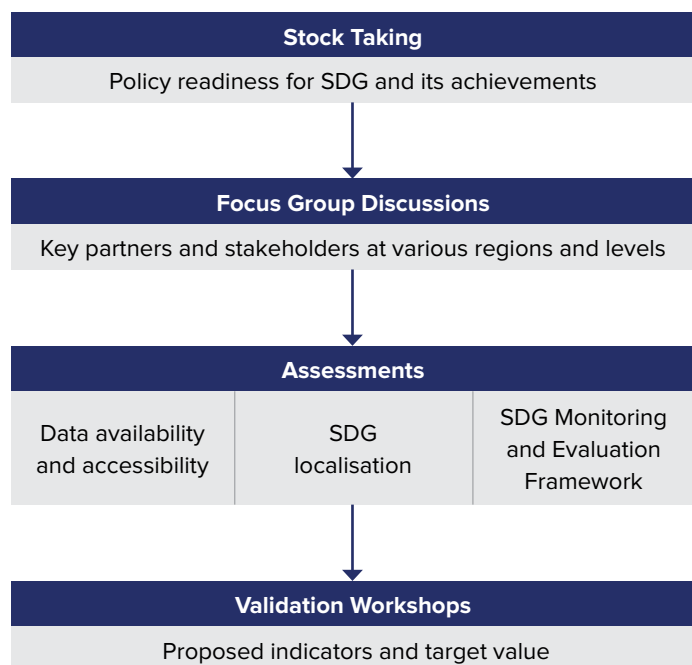 Stock Taking
Policy readiness for SDG and its achievements
Focus Group Discussions
Key partners and stakeholders at various regions and levels
Assessments
Data availability
and accessibility
SDG
localisation
SDG Monitoring
and Evaluation
Framework
Validation Workshops
Proposed indicators and target value